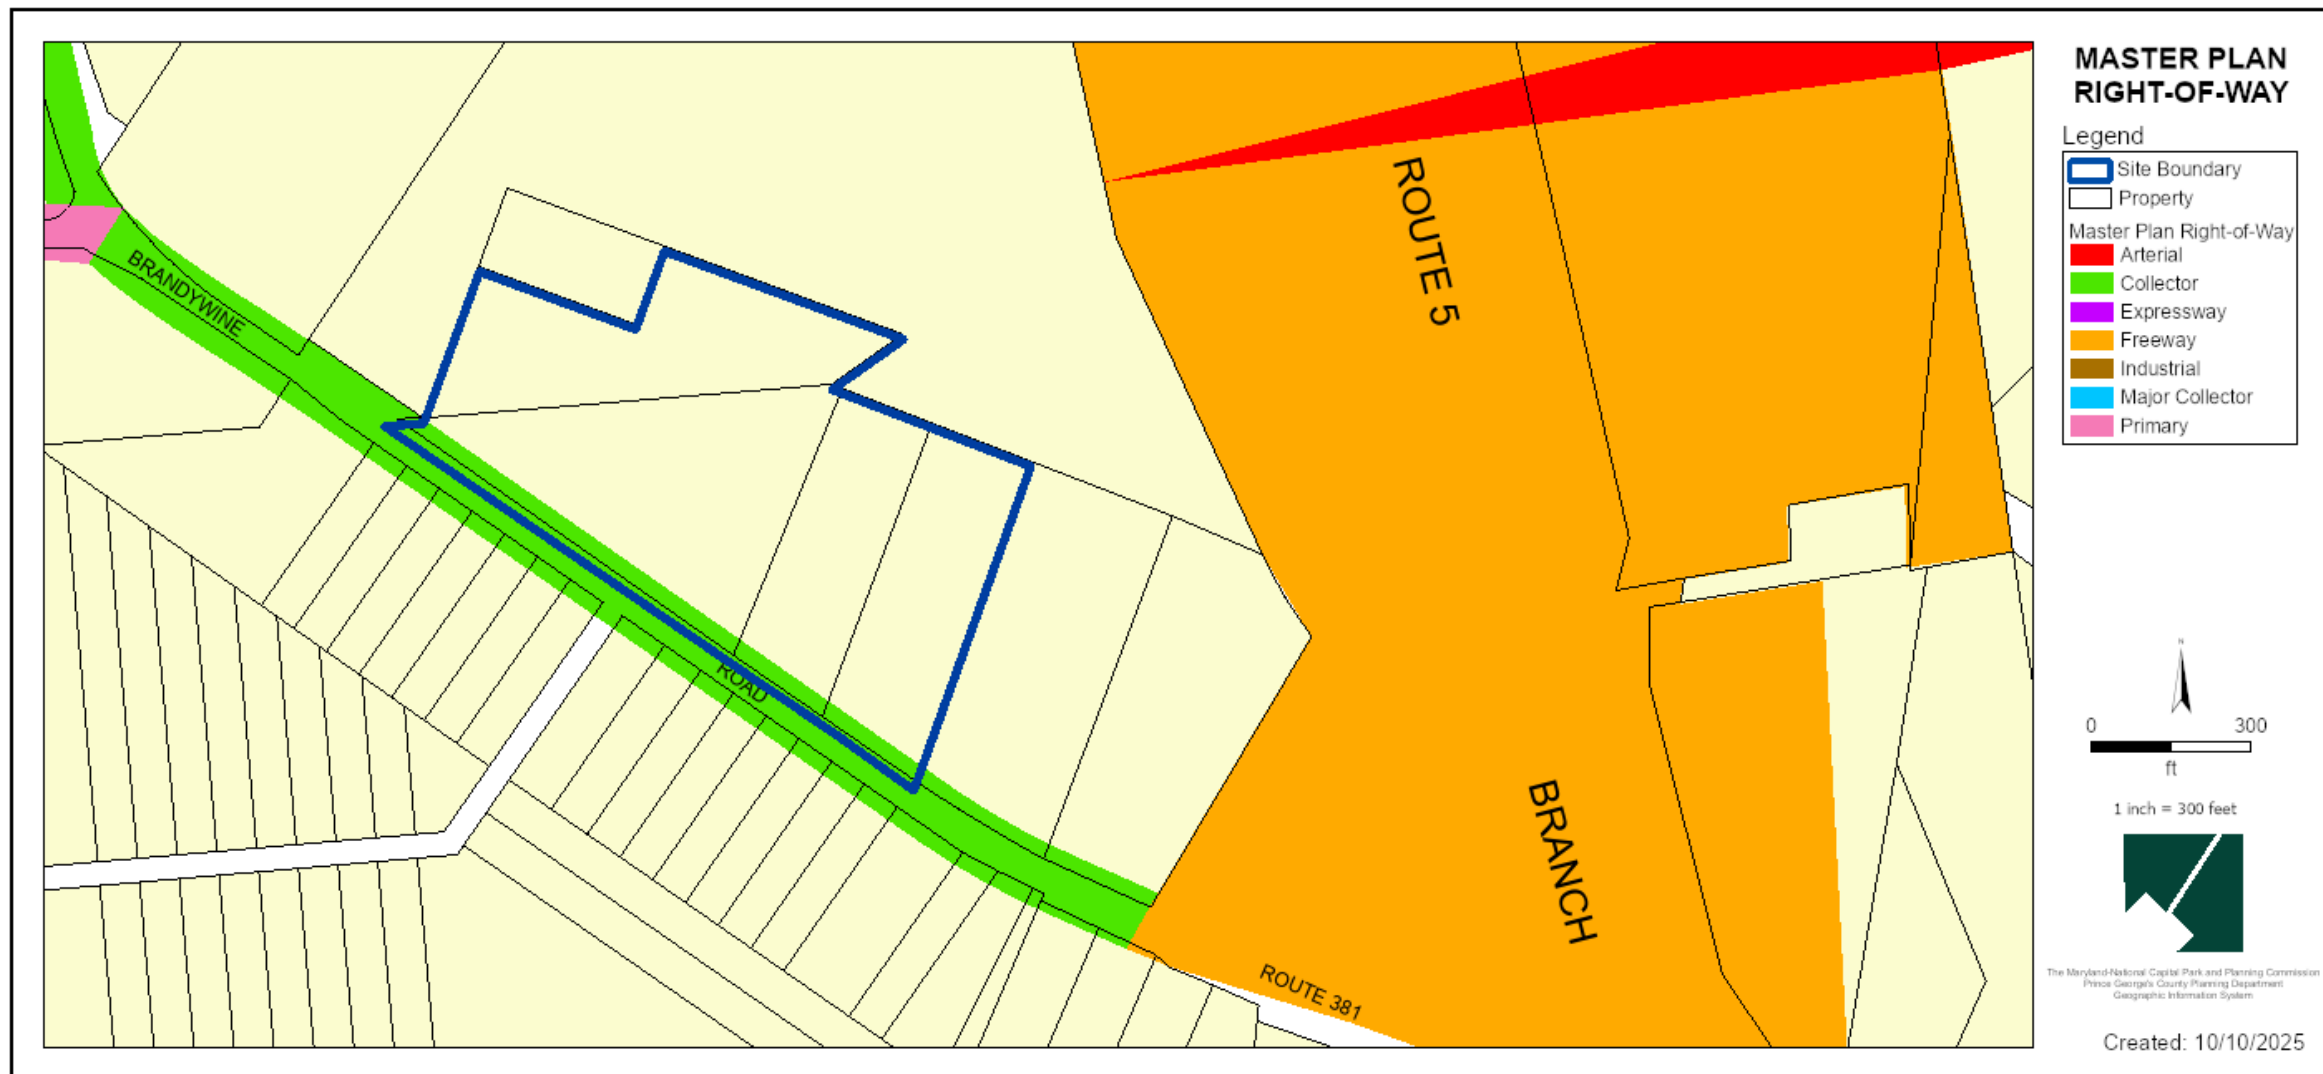 MASTER PLAN
RIGHT-OF-WAY
Legend
Site Boundary
Property
Master Plan Right-of-Way
Arterial
Collector
Expressway
Freeway
Industrial
Major Collector
Primary
BRANDYWINE
ROAD
ROUTE 5
BRANCH
ROUTE 381
N
0 300
ft
1 inch = 300 feet
The Maryland-National Capital Park and Planning Commission
Prince George's County Planning Department
Geographic Information System
Created: 10/10/2025